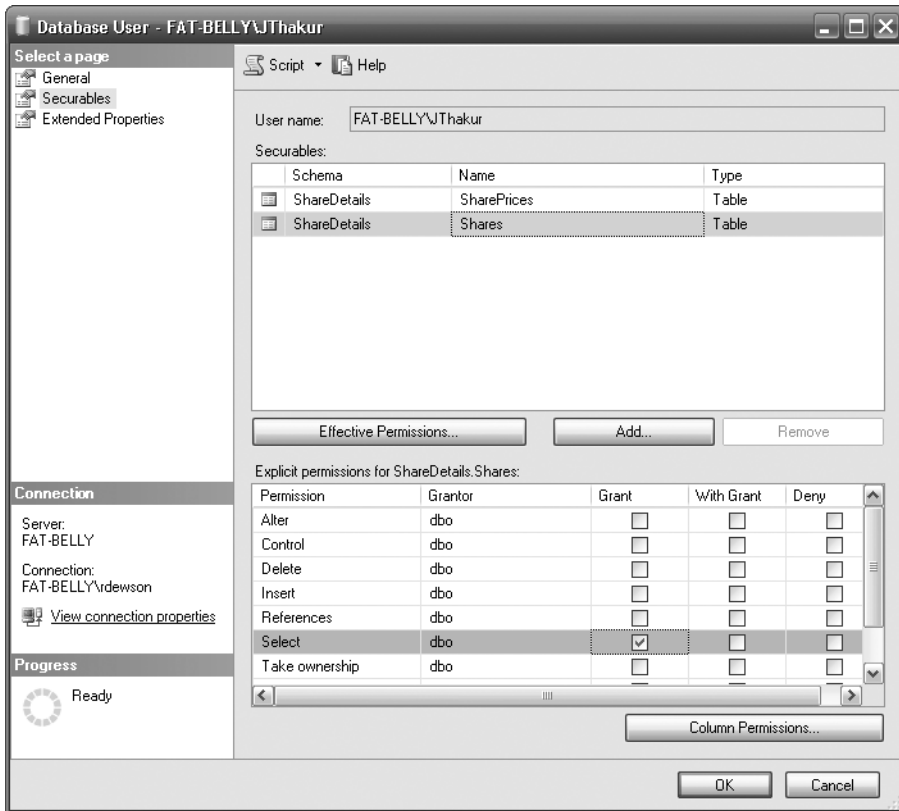 Database User - FAT-BELLY\JThakur
Select a page
General
Securables
Extended Properties
Script
Help
User name: FAT-BELLY\JThakur
Securables:
Schema Name Type
ShareDetails SharePrices Table
ShareDetails Shares Table
Effective Permissions... Add... Remove
Explicit permissions for ShareDetails.Shares:
Permission Grantor Grant With Grant Deny
Alter dbo
Control dbo
Delete dbo
Insert dbo
References dbo
Select dbo
Take ownership dbo
Column Permissions...
Connection
Server:
FAT-BELLY
Connection:
FAT-BELLY\rdewson
View connection properties
Progress
Ready
OK Cancel